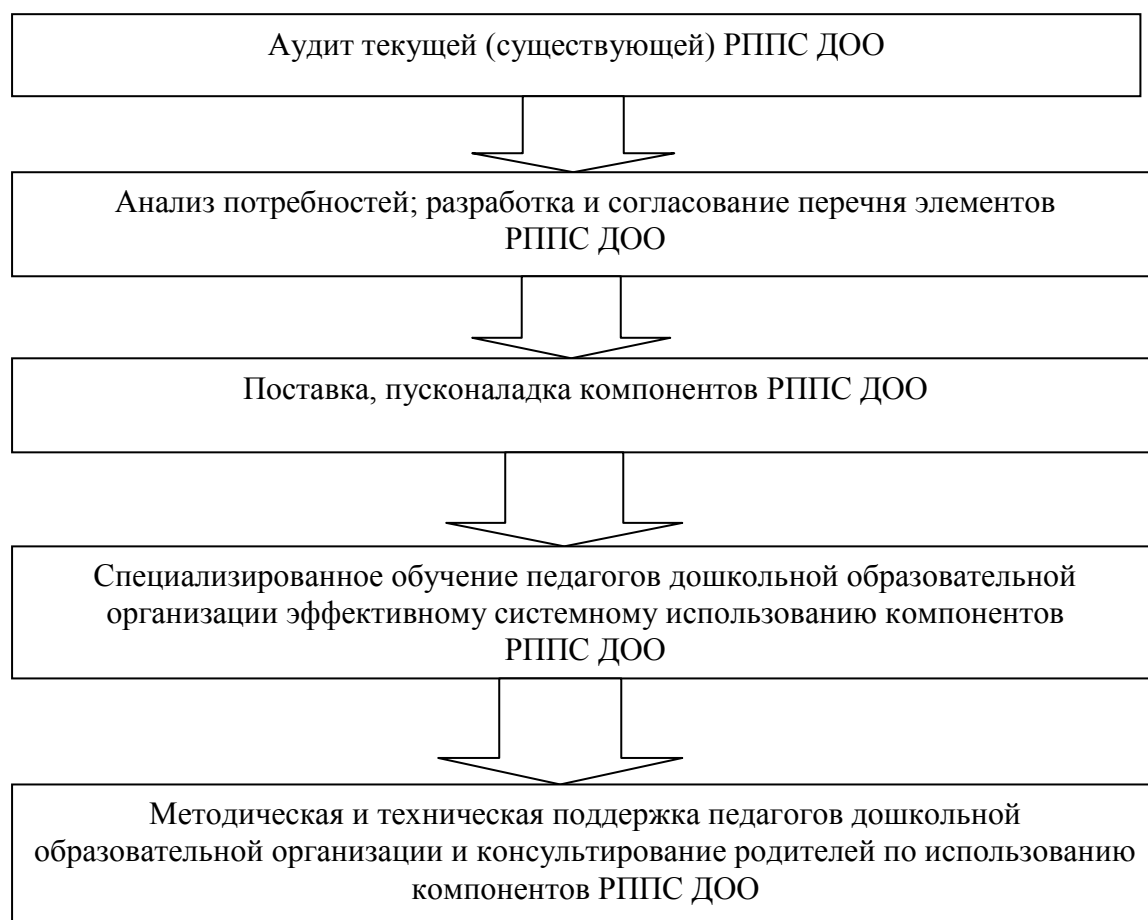 Аудит текущей (существующей) РППС ДОО
Анализ потребностей; разработка и согласование перечня элементов
РППС ДОО
Поставка, пусконаладка компонентов РППС ДОО
Специализированное обучение педагогов дошкольной образовательной
организации эффективному системному использованию компонентов
РППС ДОО
Методическая и техническая поддержка педагогов дошкольной
образовательной организации и консультирование родителей по использованию
компонентов РППС ДОО